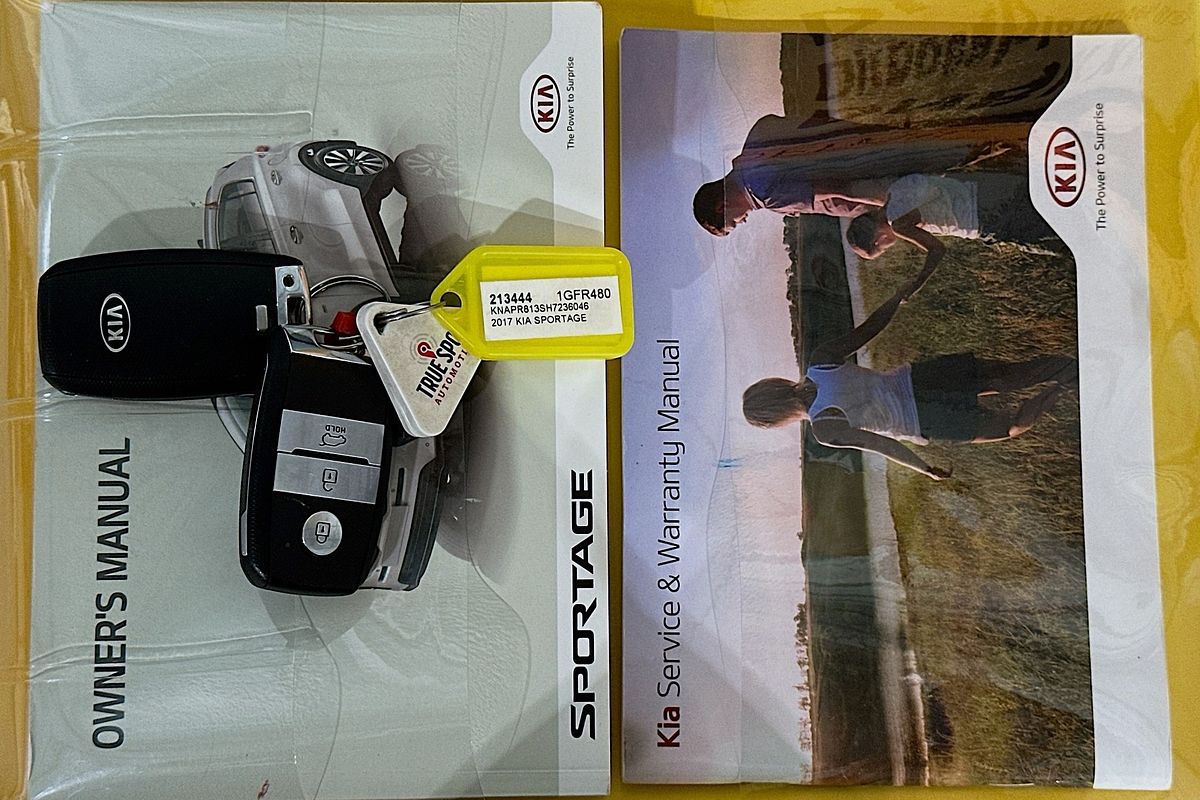 OWNER'S MANUAL
KIA
The Power to Surprise
SPORTAGE
KIA
HOLD
TRUE SPO
AUTOMOTI
213444 1GFR480
KNAPR813SH7236046
2017 KIA SPORTAGE
Kia Service & Warranty Manual
KIA
The Power to Surprise